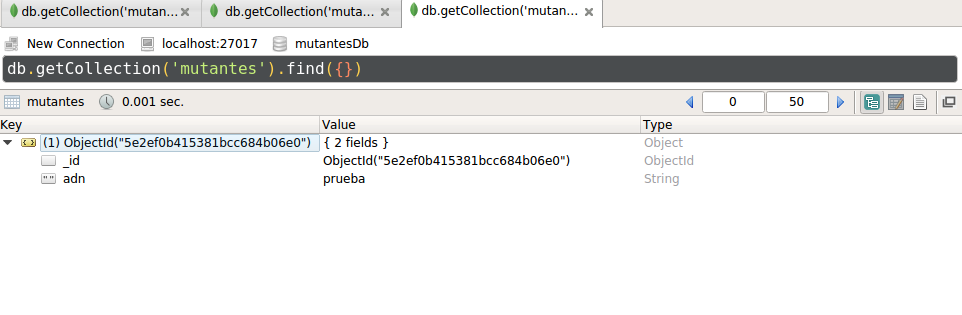 db.getCollection('mutan... db.getCollection('muta... db.getCollection('mutan...
New Connection localhost:27017 mutantesDb
db.getCollection('mutantes').find({})
mutantes 0.001 sec. 0 50
Key Value Type
(1) ObjectId("5e2ef0b415381bcc684b06e0") { 2 fields } Object
_id ObjectId("5e2ef0b415381bcc684b06e0") ObjectId
adn prueba String